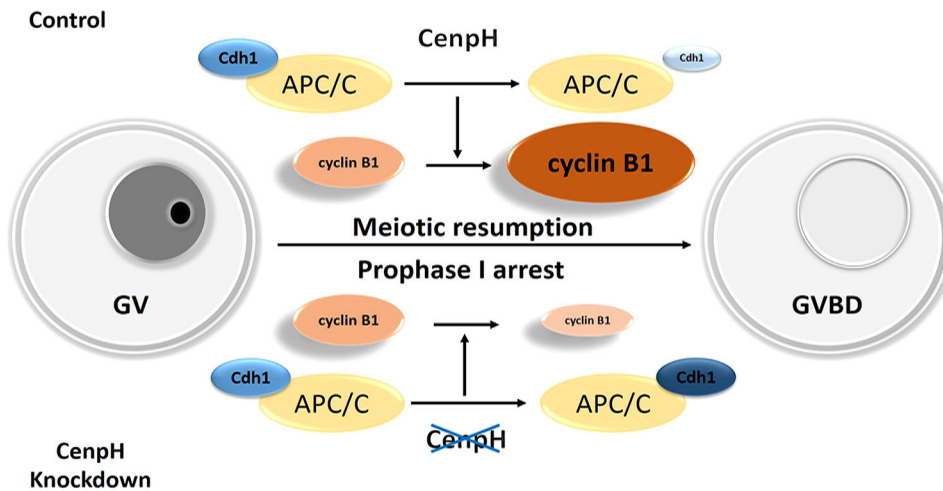 Control
CenpH
Cdh1
APC/C
APC/C
Cdh1
cyclin B1
cyclin B1
Meiotic resumption
GV
GVBD
Prophase I arrest
cyclin B1
cyclin B1
Cdh1
APC/C
APC/C
Cdh1
CenpH
CenpH
Knockdown